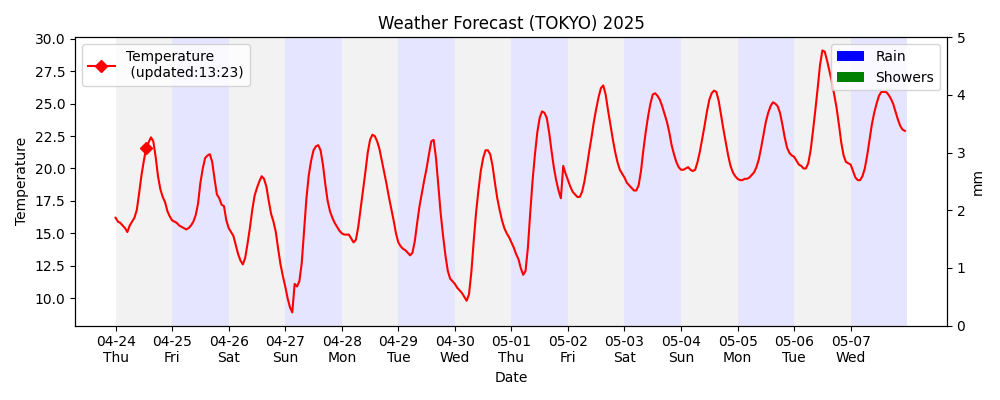 Weather Forecast (TOKYO) 2025
Temperature
(updated:13:23)
Rain
Showers
30.0
27.5
25.0
22.5
20.0
17.5
15.0
12.5
10.0
Temperature
5
4
3
2
1
0
mm
04-24 04-25 04-26 04-27 04-28 04-29 04-30 05-01 05-02 05-03 05-04 05-05 05-06 05-07
Thu Fri Sat Sun Mon Tue Wed Thu Fri Sat Sun Mon Tue Wed
Date